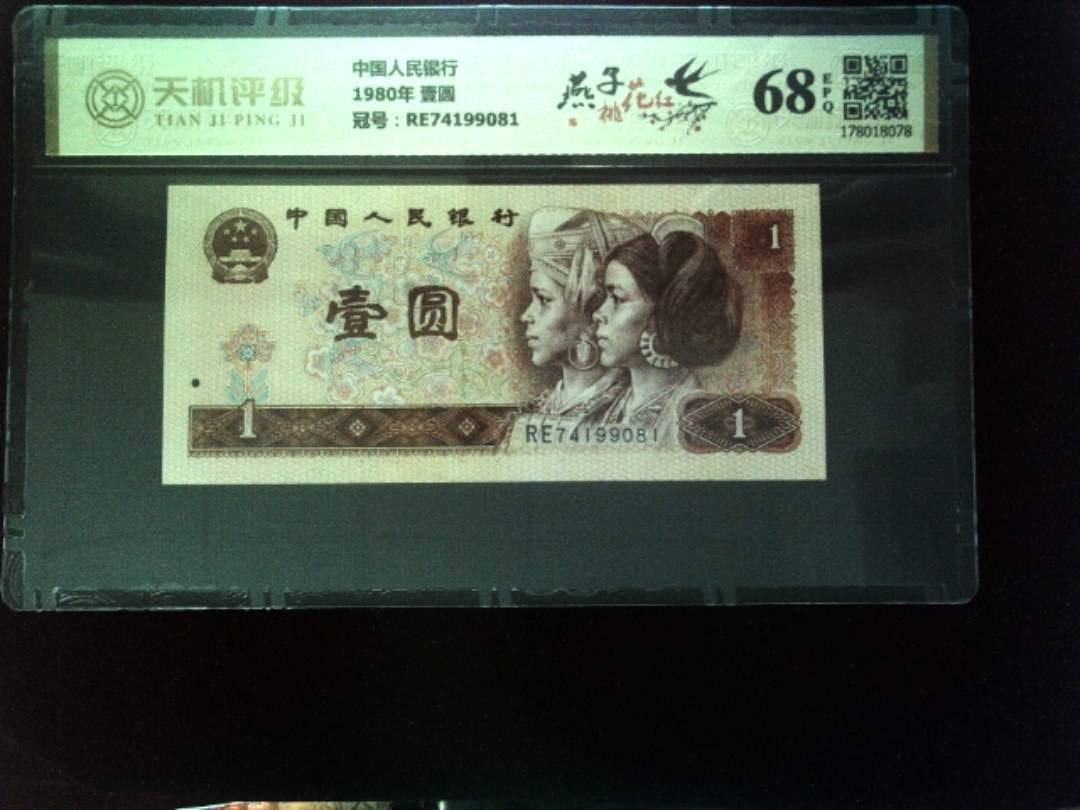 天机评级
TIAN JI PING JI
中国人民银行
1980年 壹圆
冠号：RE74199081
燕子
桃花红
68
EPQ
178018078
中国人民银行
1
壹圆
1
RE74199081
1